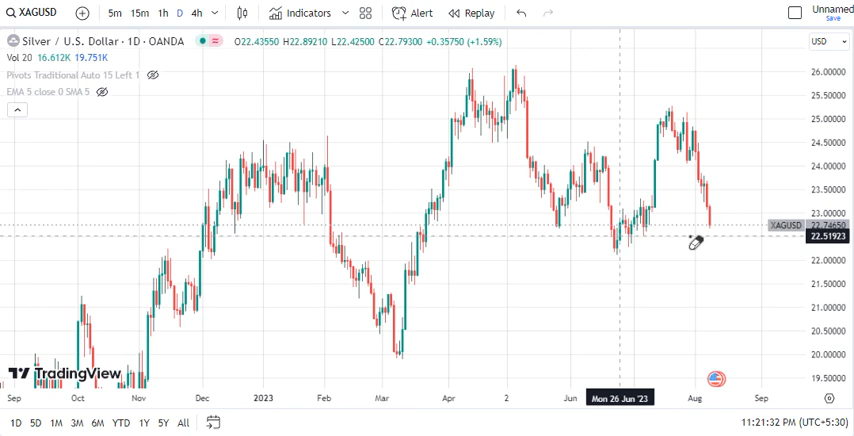 XAGUSD 5m 15m 1h D 4h Indicators Alert Replay Unnamed
Save
Silver / U.S. Dollar · 1D · OANDA O22.43550 H22.89210 L22.42500 C22.79300 +0.35750 (+1.59%) USD
Vol 20 16.612K 19.751K
Pivots Traditional Auto 15 Left 1
EMA 5 close 0 SMA 5
26.00000
25.50000
25.00000
24.50000
24.00000
23.50000
23.00000
XAGUSD 22.74650
22.51923
22.00000
21.50000
21.00000
20.50000
20.00000
19.50000
TradingView
Sep Oct Nov Dec 2023 Feb Mar Apr 2 Jun Mon 26 Jun '23 Aug Sep
1D 5D 1M 3M 6M YTD 1Y 5Y All 11:21:32 PM (UTC+5:30)